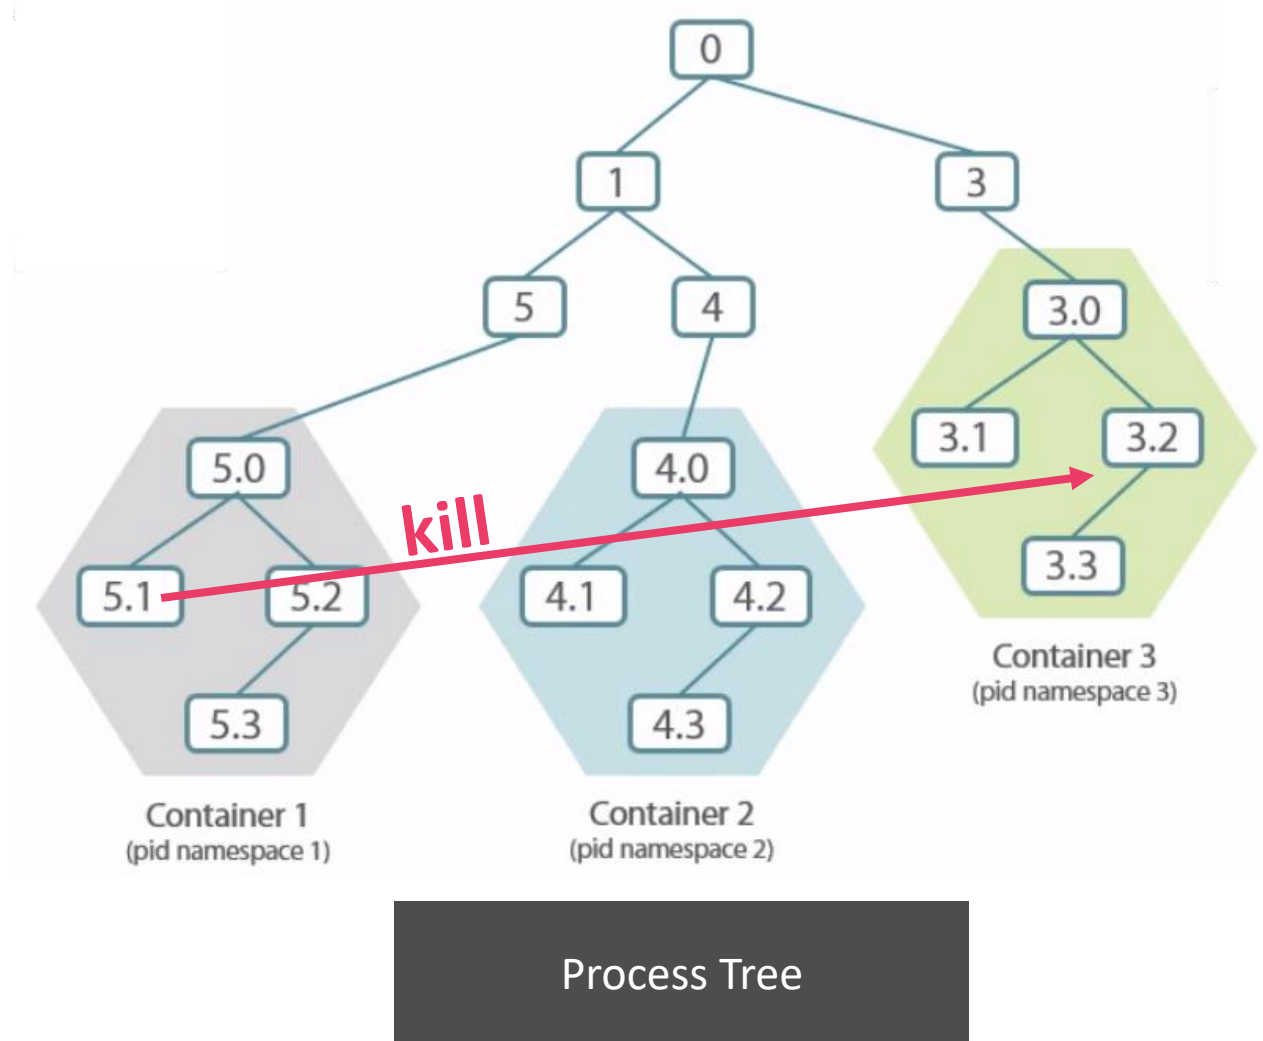 0
1
3
5
4
3.0
3.1
3.2
5.0
4.0
kill
3.3
5.1
5.2
4.1
4.2
Container 3
(pid namespace 3)
5.3
4.3
Container 1
(pid namespace 1)
Container 2
(pid namespace 2)
Process Tree